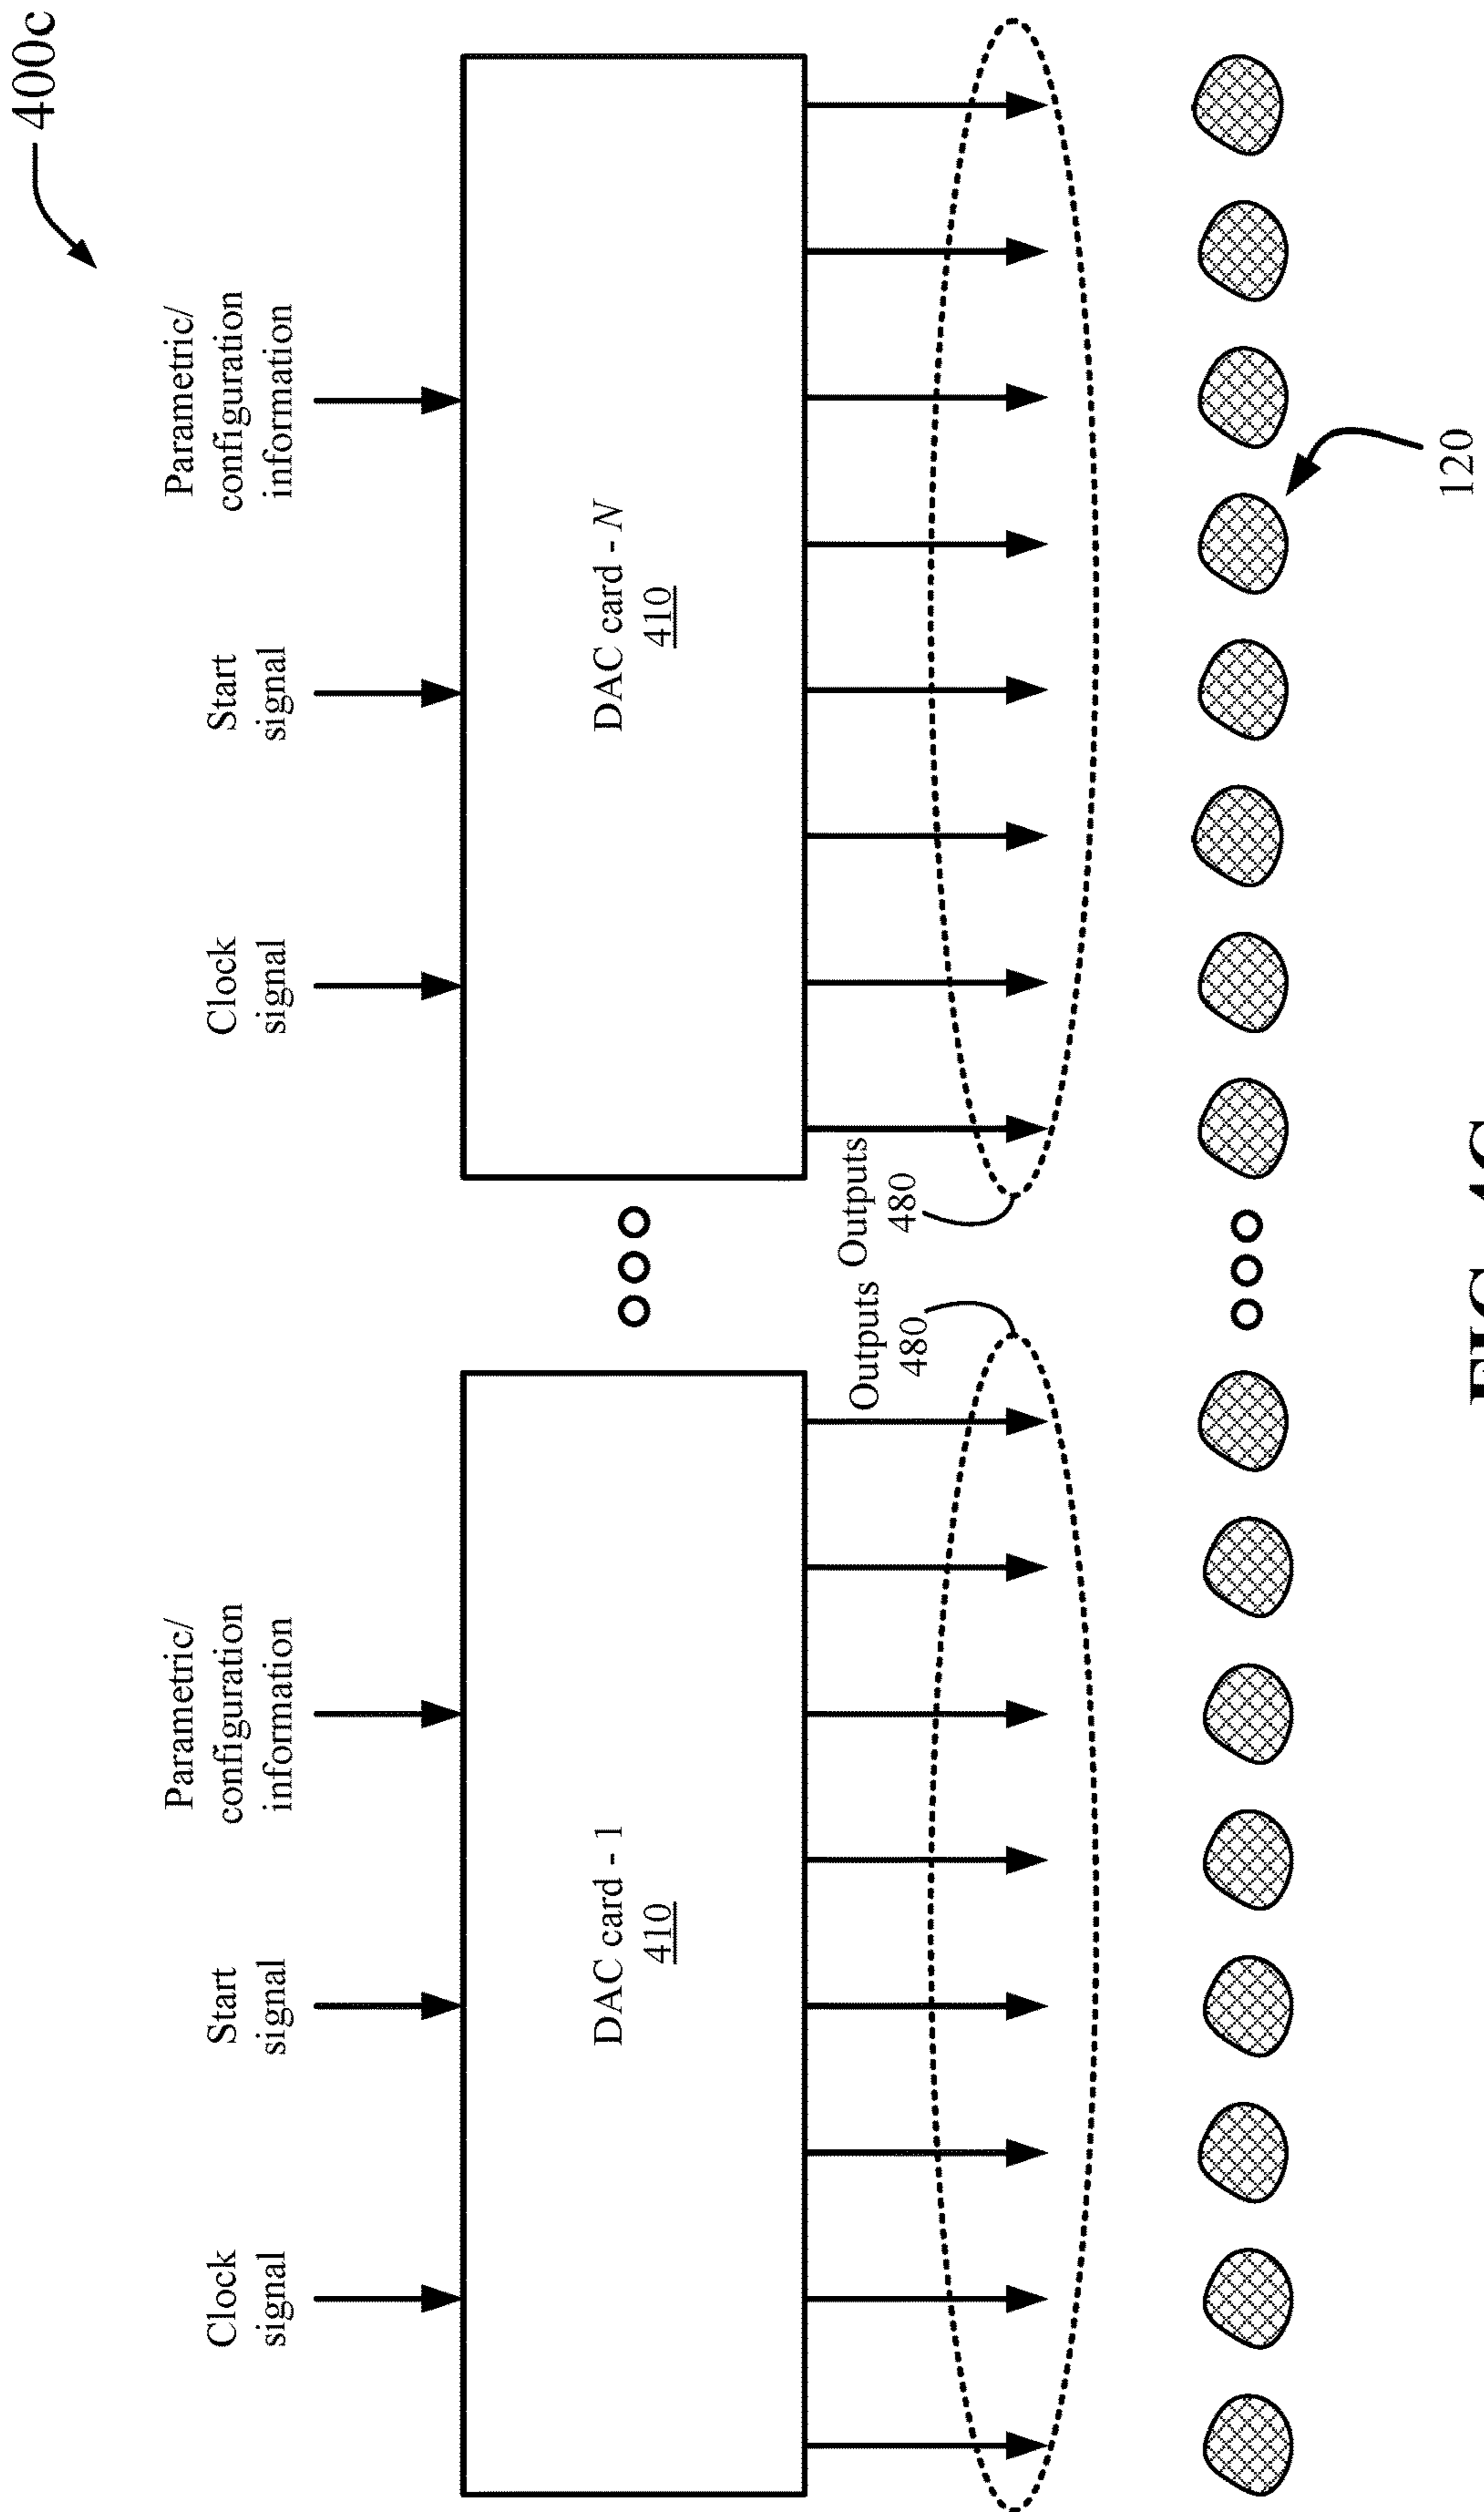 400c
Clock
signal
Start
signal
Parametric/
configuration
information
Clock
signal
Start
signal
Parametric/
configuration
information
DAC card - 1
410
DAC card - N
410
Outputs
480
Outputs
480
120